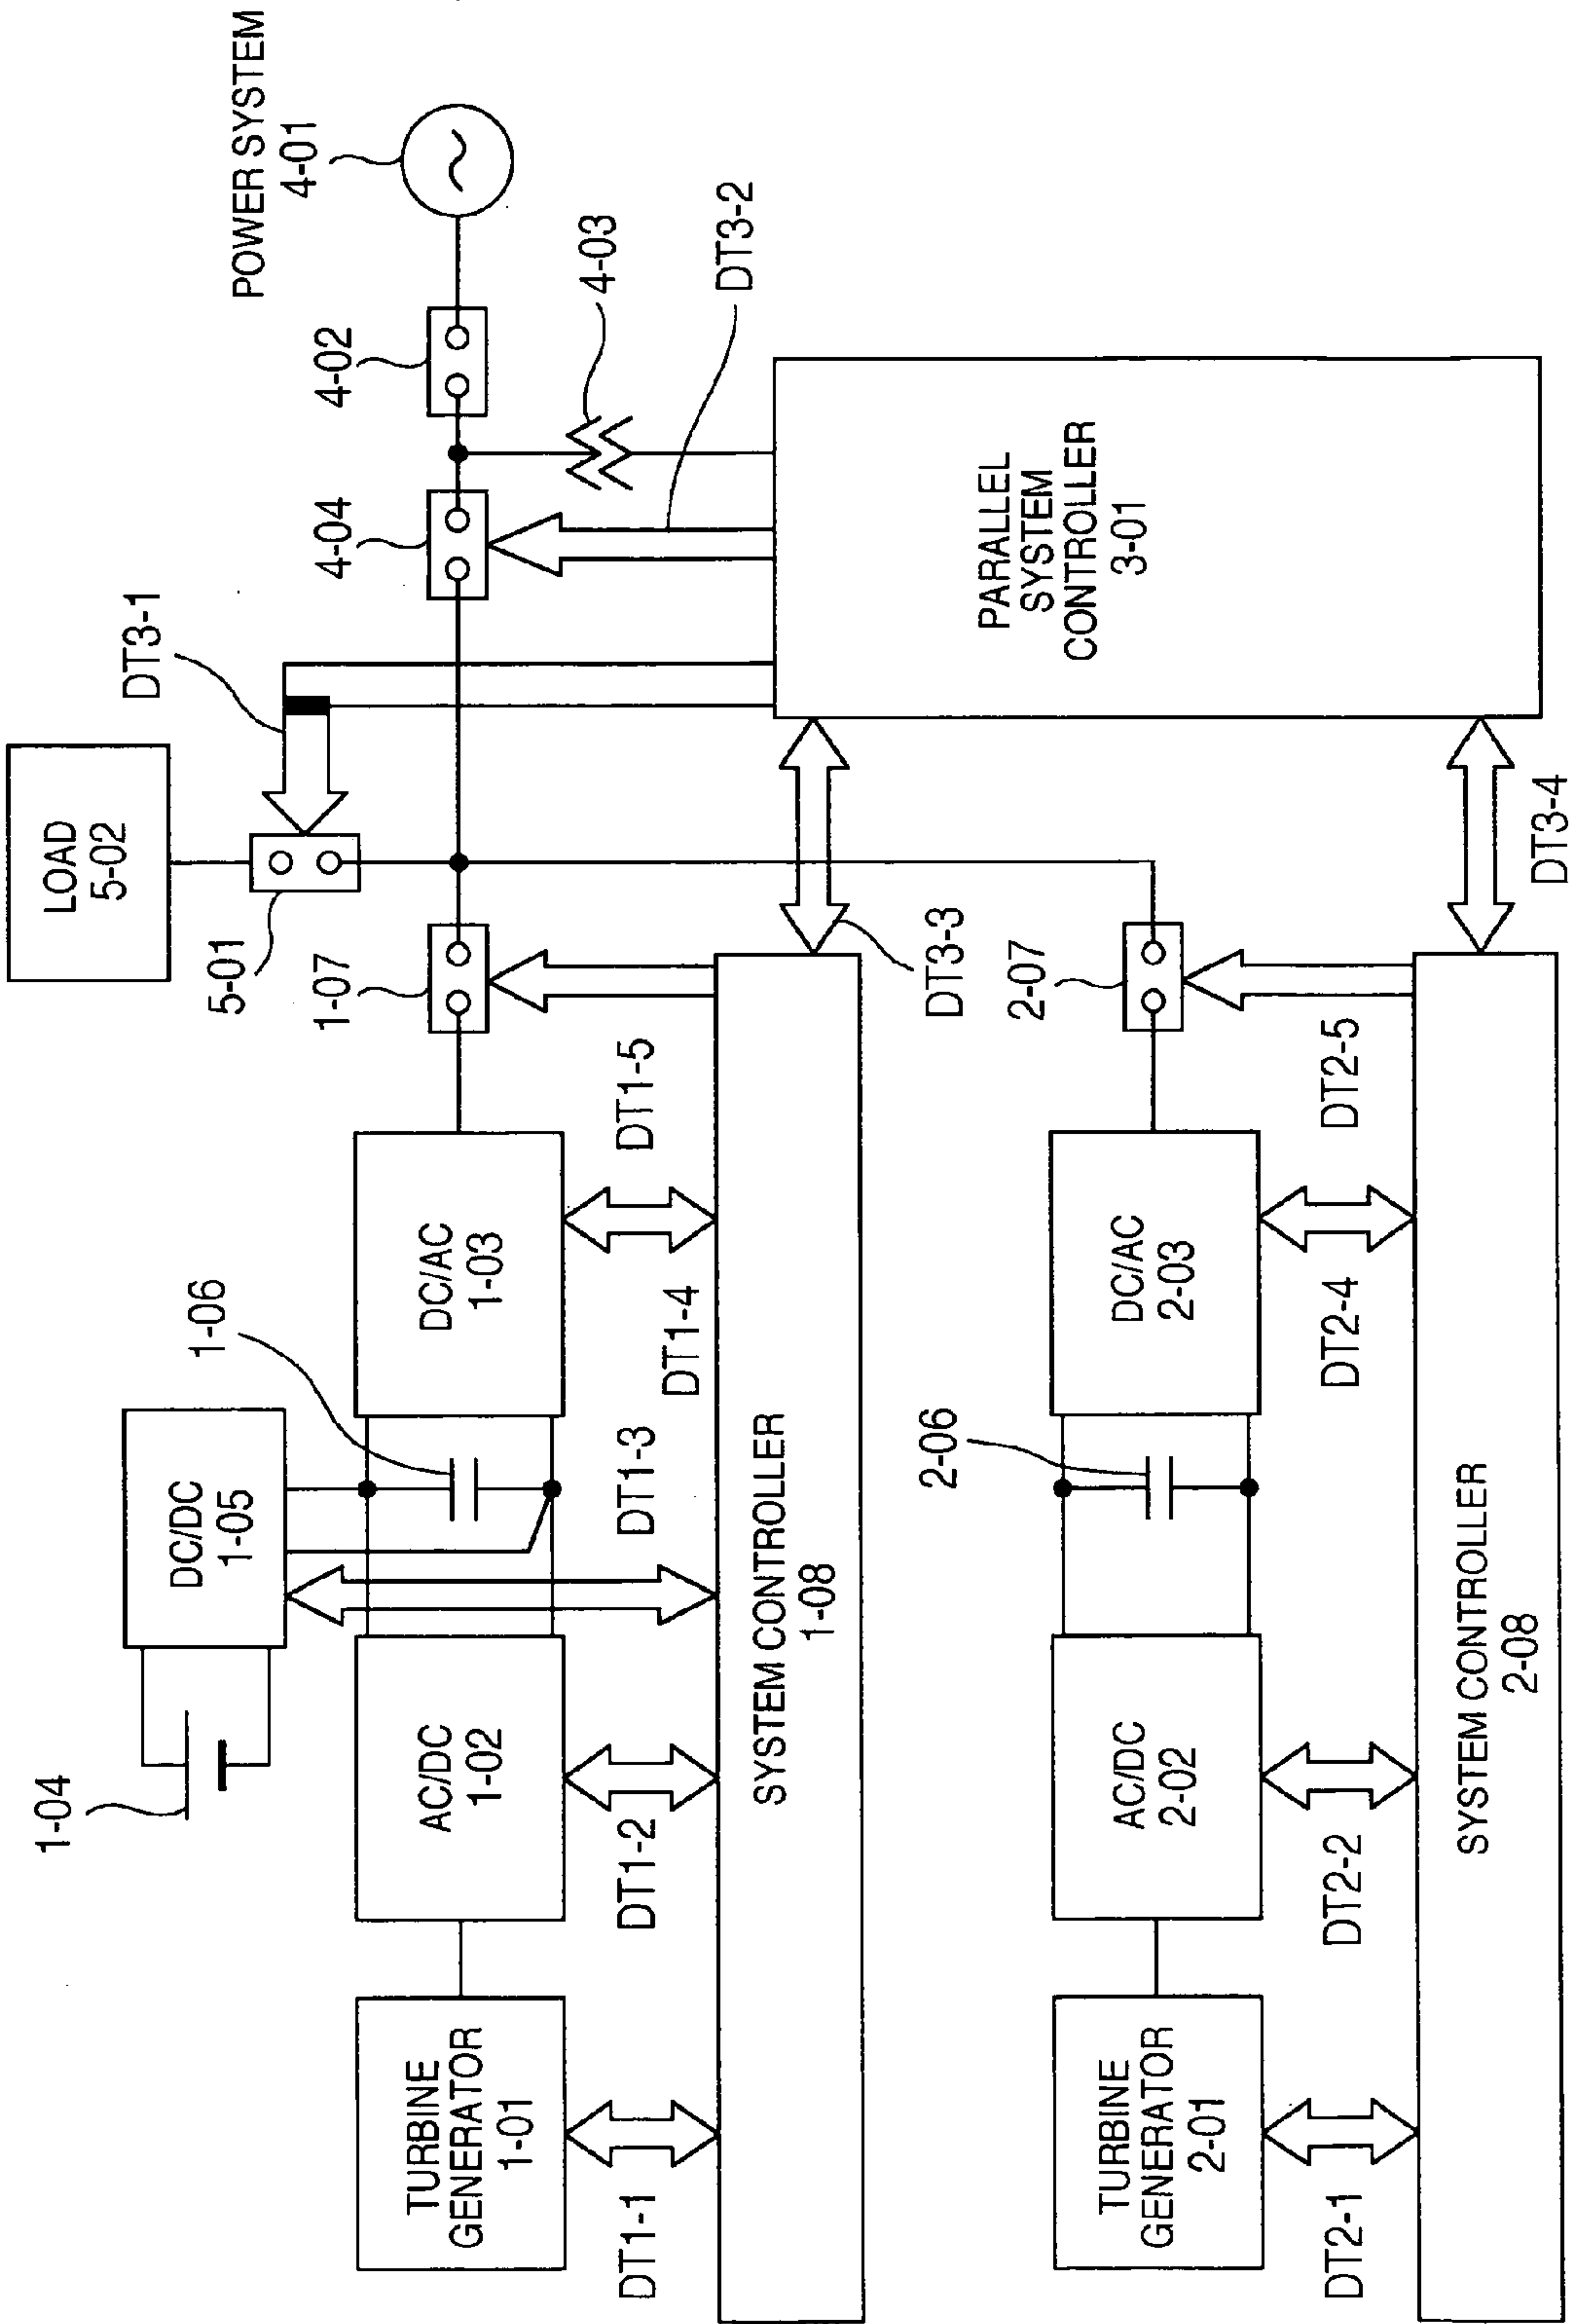 POWER SYSTEM
4-01
4-02
4-03
4-04
DT3-2
DT3-1
LOAD
5-02
5-01
PARALLEL
SYSTEM
CONTROLLER
3-01
1-07
DT3-3
DT3-4
2-07
DT1-5
DT2-5
DC/AC
1-03
DT1-4
1-06
DC/DC
1-05
DT1-3
1-04
AC/DC
1-02
DT1-2
TURBINE
GENERATOR
1-01
DT1-1
SYSTEM CONTROLLER
1-08
DC/AC
2-03
DT2-4
2-06
AC/DC
2-02
DT2-2
TURBINE
GENERATOR
2-01
DT2-1
SYSTEM CONTROLLER
2-08